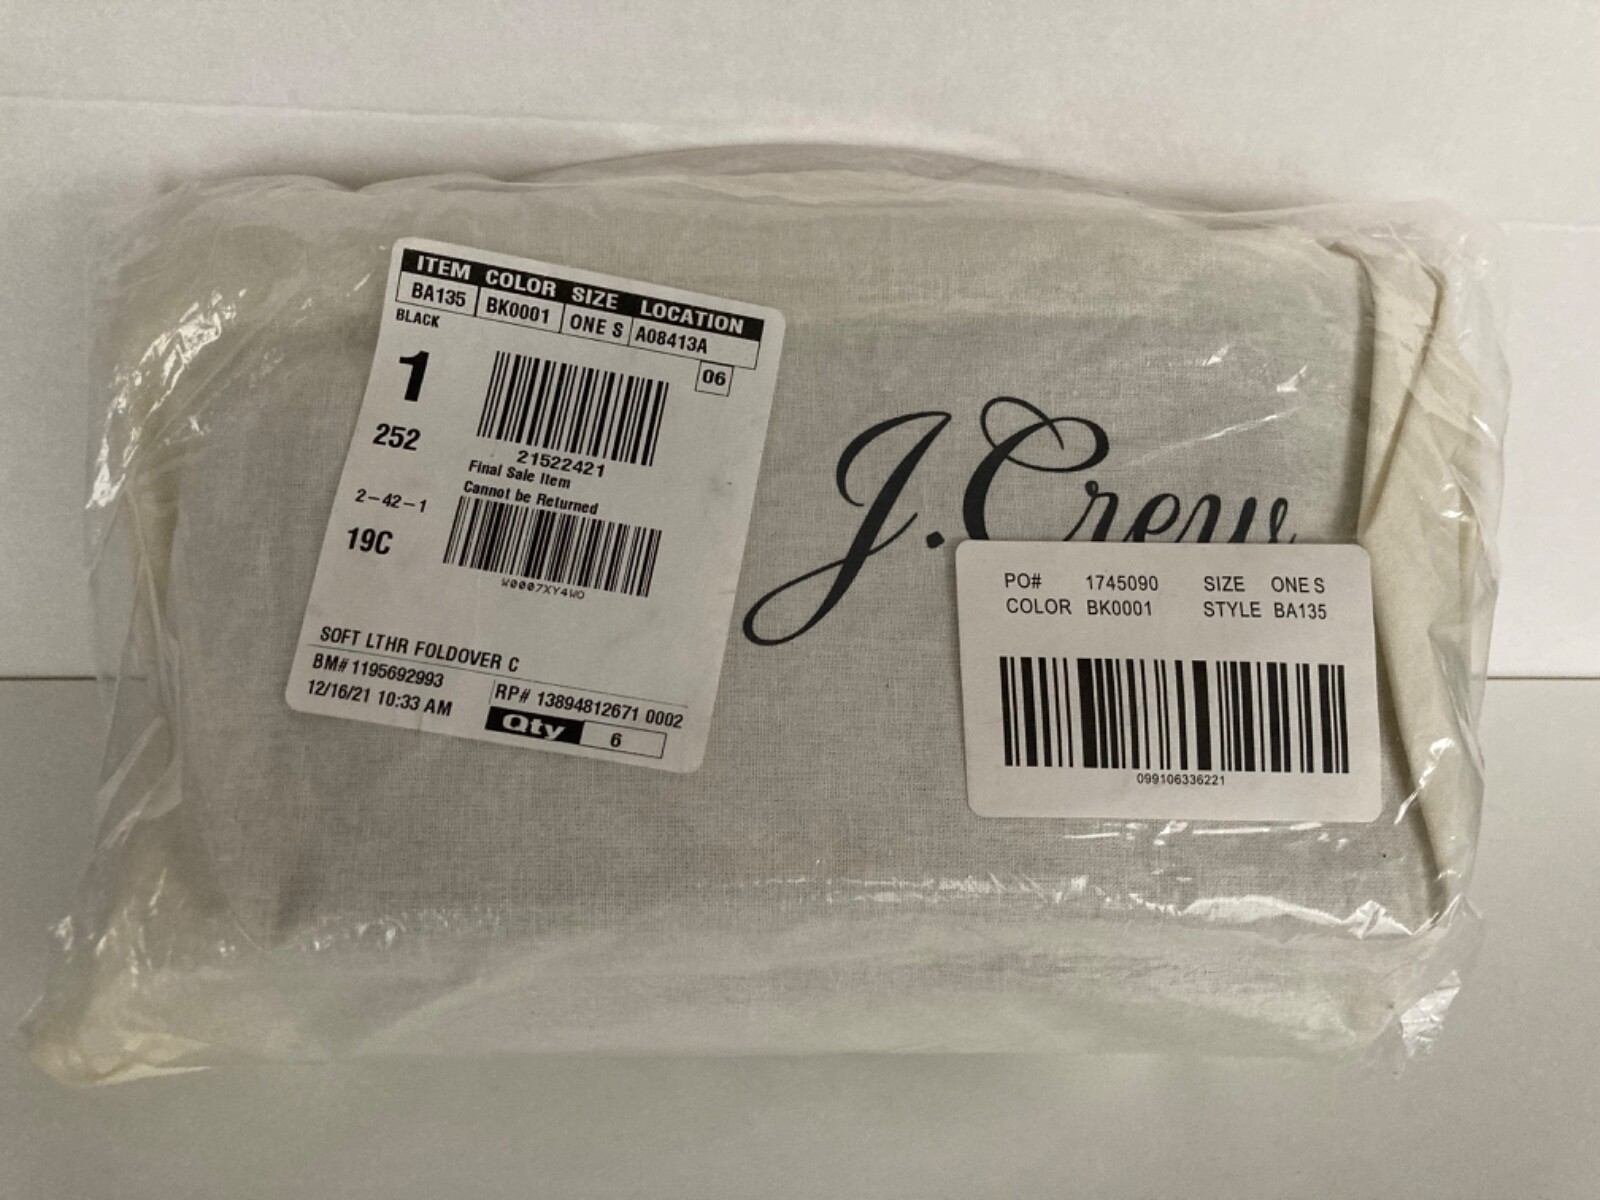 ITEM COLOR SIZE LOCATION
BA135 BK0001 ONE S A08413A
BLACK
06
1
21522421
252
Final Sale Item
Cannot be Returned
2-42-1
19C
W0007XY4WO
SOFT LTHR FOLDOVER C
BM# 1195692993
RP# 13894812671 0002
12/16/21 10:33 AM
Qty 6
J.Crew
PO# 1745090 SIZE ONE S
COLOR BK0001 STYLE BA135
099106336221